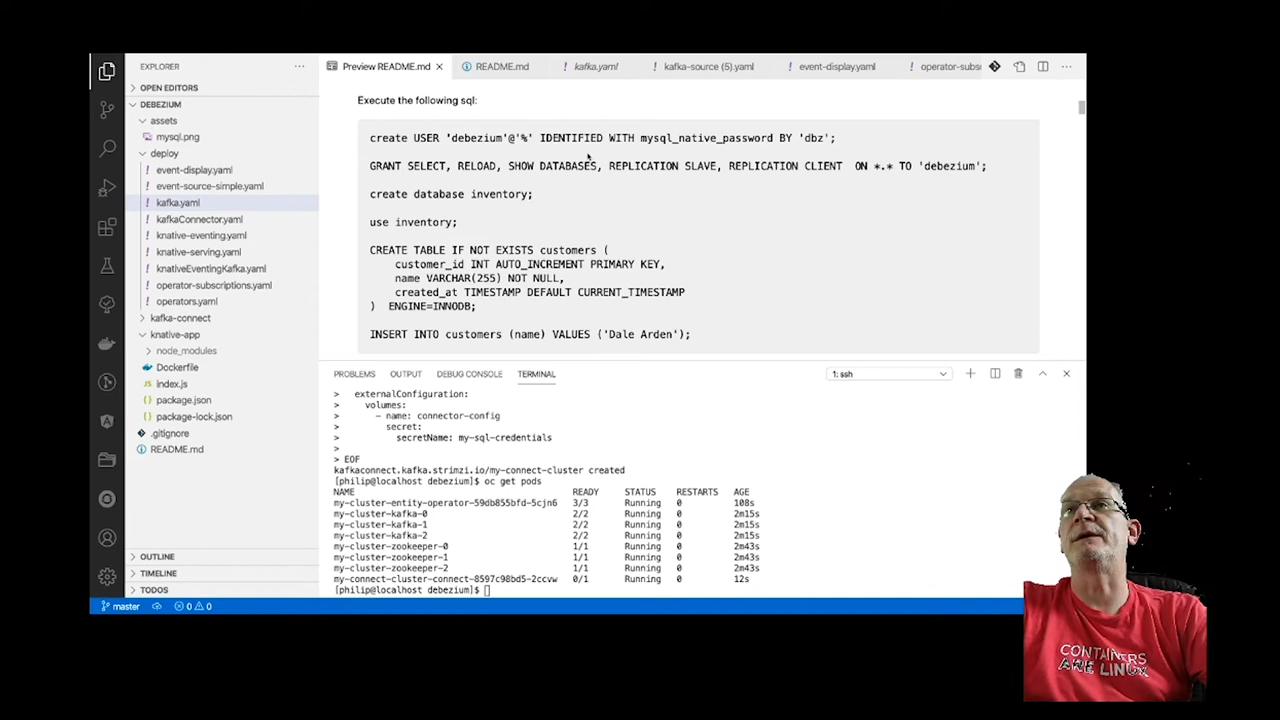 EXPLORER
OPEN EDITORS
DEBEZIUM
assets
mysql.png
deploy
event-display.yaml
event-source-simple.yaml
kafka.yaml
kafkaConnector.yaml
knative-eventing.yaml
knative-serving.yaml
knativeEventingKafka.yaml
operator-subscriptions.yaml
operators.yaml
kafka-connect
knative-app
node_modules
Dockerfile
index.js
package.json
package-lock.json
.gitignore
README.md
OUTLINE
TIMELINE
TODOS
Preview README.md
README.md
kafka.yaml
kafka-source (5).yaml
event-display.yaml
operator-subs
Execute the following sql:
create USER 'debezium'@'%' IDENTIFIED WITH mysql_native_password BY 'dbz';
GRANT SELECT, RELOAD, SHOW DATABASES, REPLICATION SLAVE, REPLICATION CLIENT  ON *.* TO 'debezium';
create database inventory;
use inventory;
CREATE TABLE IF NOT EXISTS customers (
customer_id INT AUTO_INCREMENT PRIMARY KEY,
name VARCHAR(255) NOT NULL,
created_at TIMESTAMP DEFAULT CURRENT_TIMESTAMP
)  ENGINE=INNODB;
INSERT INTO customers (name) VALUES ('Dale Arden');
PROBLEMS OUTPUT DEBUG CONSOLE TERMINAL 1: ssh
>   externalConfiguration:
>     volumes:
>       - name: connector-config
>         secret:
>           secretName: my-sql-credentials
>
> EOF
kafkaconnect.kafka.strimzi.io/my-connect-cluster created
[philip@localhost debezium]$ oc get pods
NAME READY STATUS RESTARTS AGE
my-cluster-entity-operator-59db855bfd-5cjn6 3/3 Running 0 108s
my-cluster-kafka-0 2/2 Running 0 2m15s
my-cluster-kafka-1 2/2 Running 0 2m15s
my-cluster-kafka-2 2/2 Running 0 2m15s
my-cluster-zookeeper-0 1/1 Running 0 2m43s
my-cluster-zookeeper-1 1/1 Running 0 2m43s
my-cluster-zookeeper-2 1/1 Running 0 2m43s
my-connect-cluster-connect-8597c98bd5-2ccvw 0/1 Running 0 12s
[philip@localhost debezium]$
master 0 0
CONTAINERS
ARE LINUX